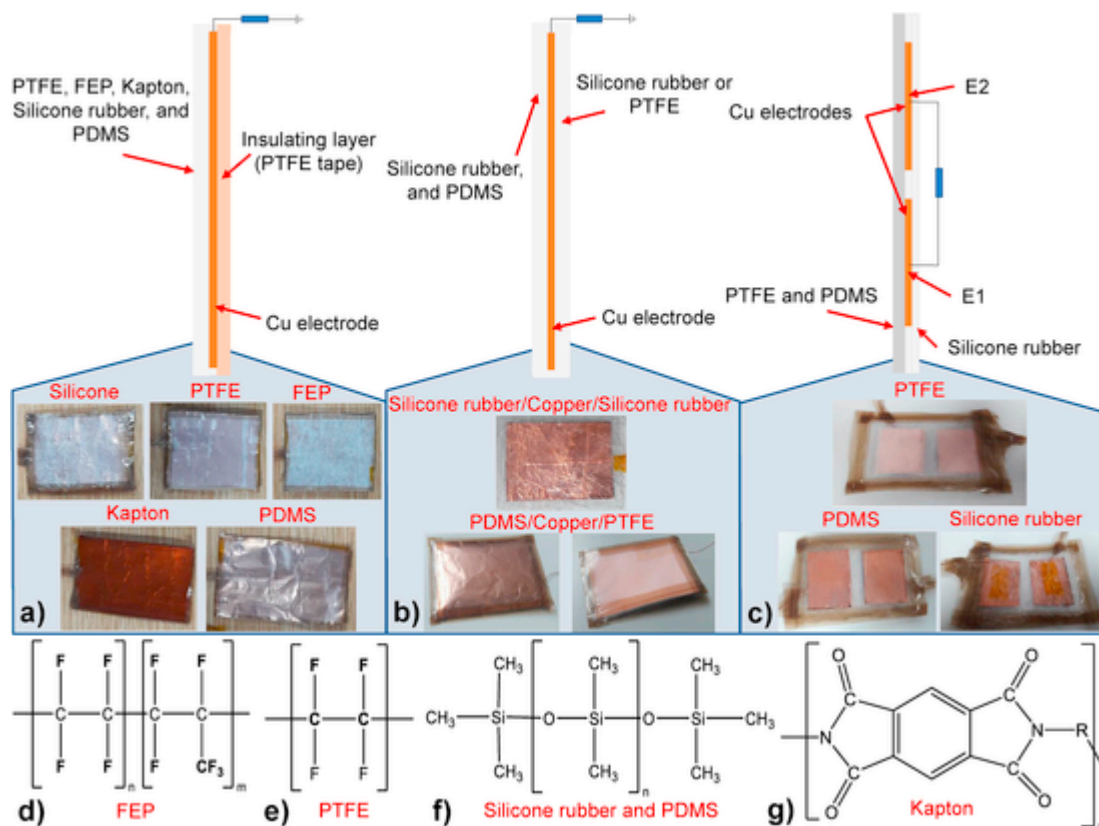 PTFE, FEP, Kapton,
Silicone rubber, and
PDMS
Insulating layer
(PTFE tape)
Cu electrode
Silicone rubber or
PTFE
Silicone rubber,
and PDMS
Cu electrode
E2
Cu electrodes
E1
PTFE and PDMS
Silicone rubber
Silicone
PTFE
FEP
Kapton
PDMS
a)
Silicone rubber/Copper/Silicone rubber
PDMS/Copper/PTFE
b)
PTFE
PDMS
Silicone rubber
c)
F F F F
C C C C
F F n F CF3 m
d)
FEP
F F
C C
F F
e)
PTFE
CH3 CH3 CH3
H3C Si O Si O Si CH3
CH3 CH3 n CH3
f)
Silicone rubber and PDMS
O O
N N R
O O
g)
Kapton